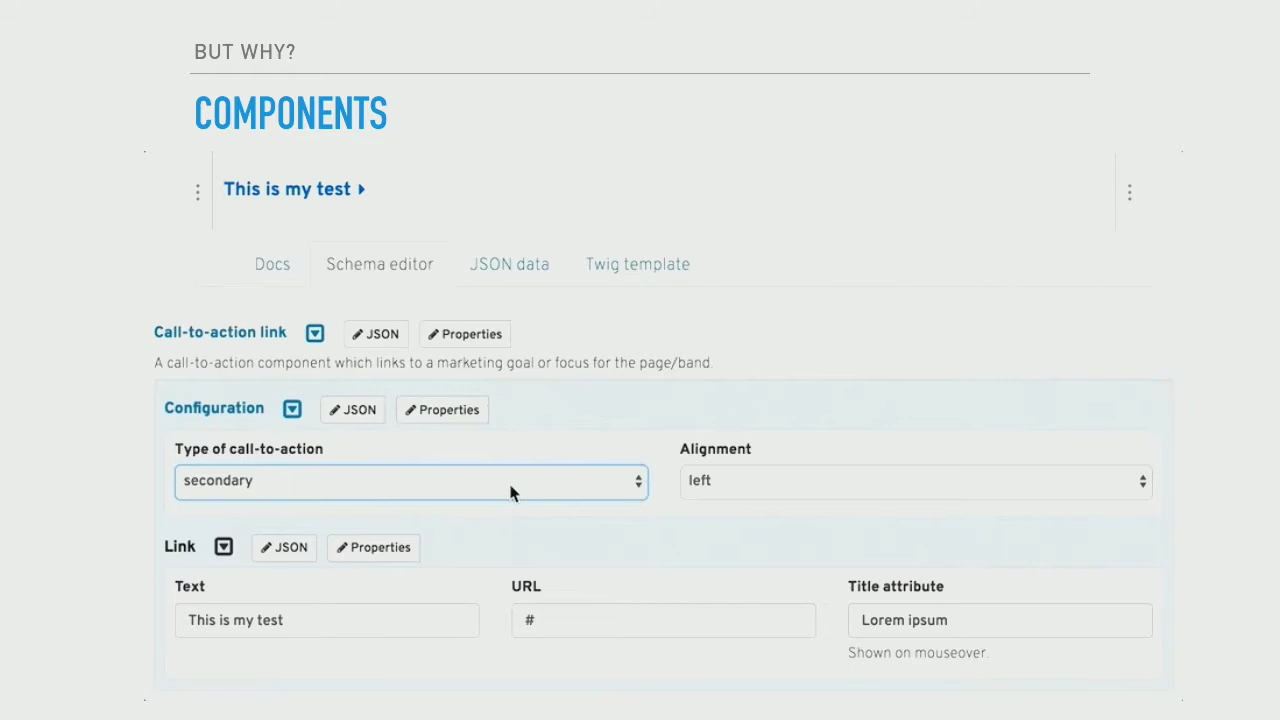 BUT WHY?
COMPONENTS
This is my test
Docs Schema editor JSON data Twig template
Call-to-action link JSON Properties
A call-to-action component which links to a marketing goal or focus for the page/band.
Configuration JSON Properties
Type of call-to-action Alignment
secondary left
Link JSON Properties
Text URL Title attribute
This is my test # Lorem ipsum
Shown on mouseover.